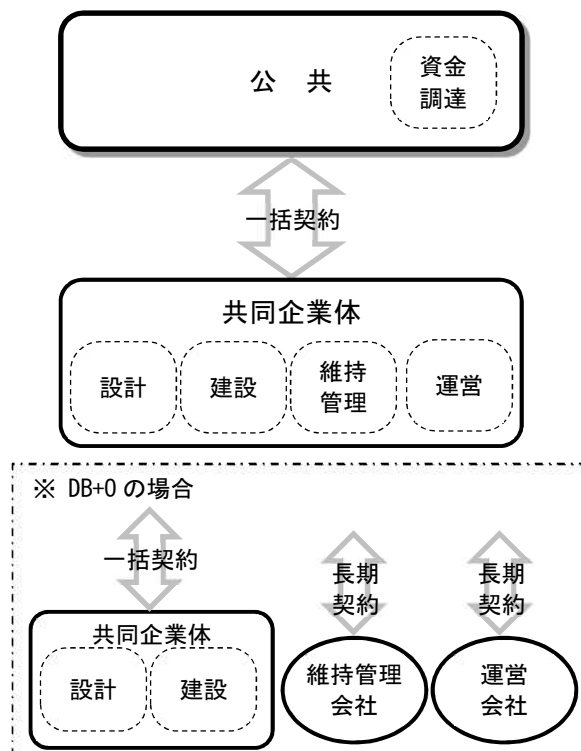 公 共
資金
調達
一括契約
共同企業体
設計
建設
維持
管理
運営
※ DB+O の場合
一括契約
長期
契約
長期
契約
共同企業体
設計
建設
維持管理
会社
運営
会社